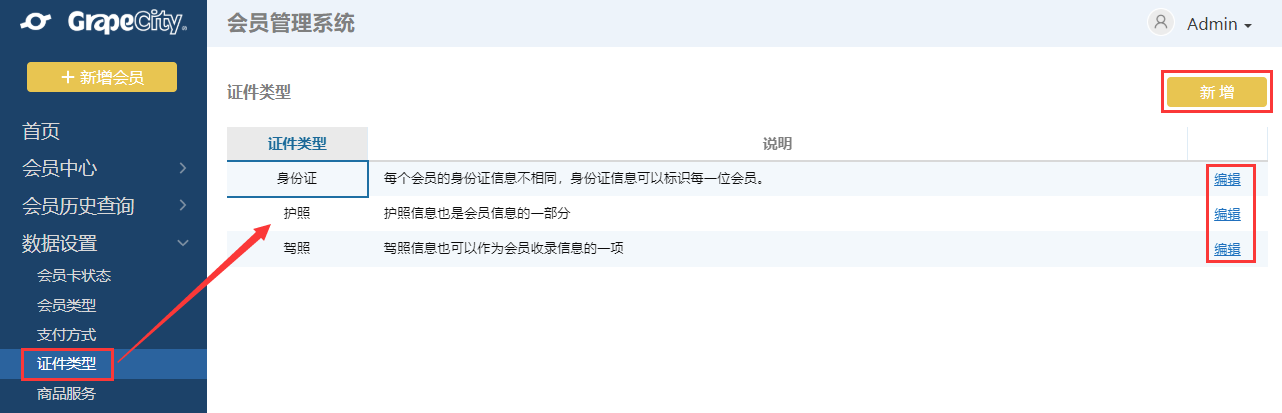 GrapeCity
会员管理系统
Admin
+ 新增会员
首页
会员中心
会员历史查询
数据设置
会员卡状态
会员类型
支付方式
证件类型
商品服务
证件类型
新 增
证件类型 说明
身份证 每个会员的身份证信息不相同，身份证信息可以标识每一位会员。 编辑
护照 护照信息也是会员信息的一部分 编辑
驾照 驾照信息也可以作为会员收录信息的一项 编辑